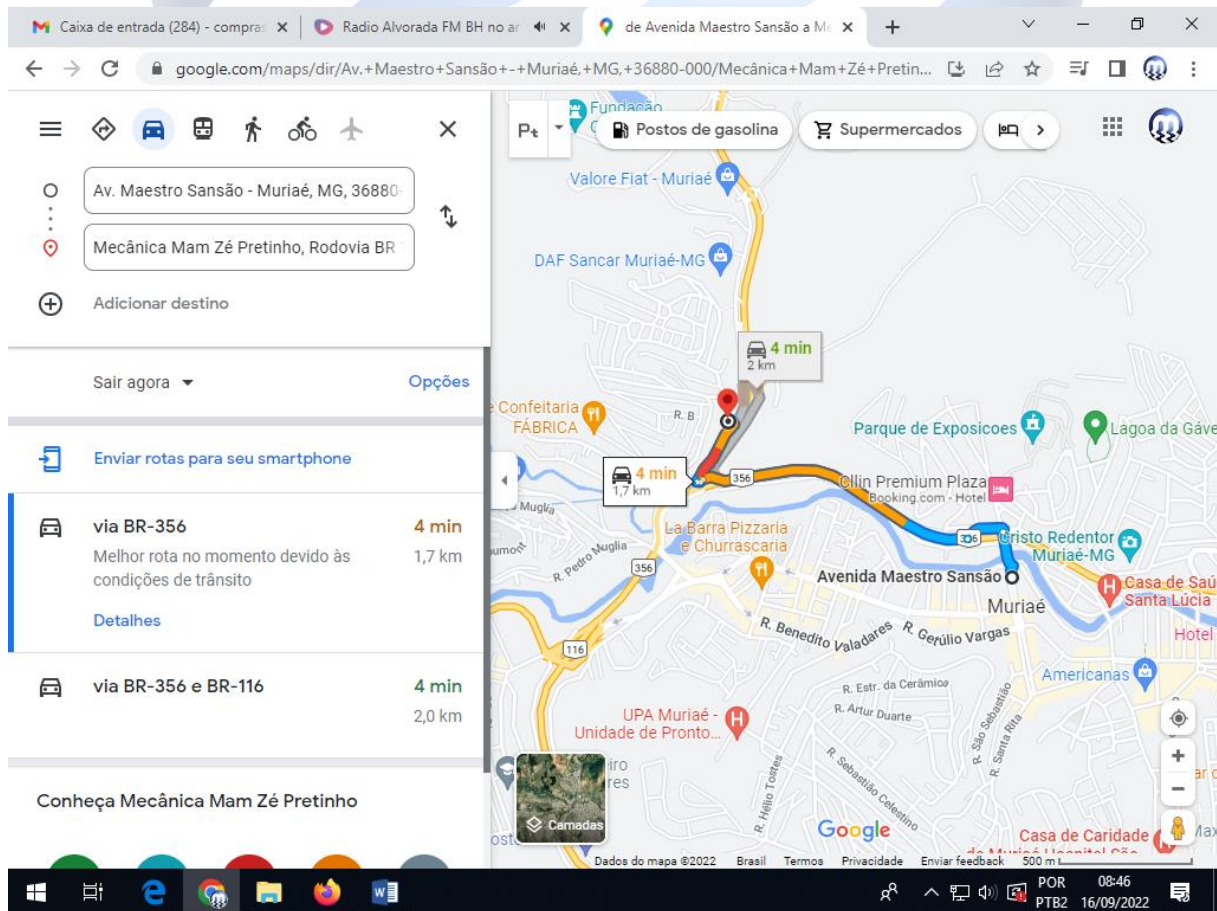 Caixa de entrada (284) - compras
Radio Alvorada FM BH no ar
de Avenida Maestro Sansão a Me
google.com/maps/dir/Av.+Maestro+Sansão+-+Muriaé,+MG,+36880-000/Mecânica+Mam+Zé+Pretin...
Av. Maestro Sansão - Muriaé, MG, 36880-
Mecânica Mam Zé Pretinho, Rodovia BR
Adicionar destino
Sair agora
Opções
Enviar rotas para seu smartphone
via BR-356
4 min
Melhor rota no momento devido às
1,7 km
condições de trânsito
Detalhes
via BR-356 e BR-116
4 min
2,0 km
Conheça Mecânica Mam Zé Pretinho
Fundação
Postos de gasolina
Supermercados
Valore Fiat - Muriaé
DAF Sancar Muriaé-MG
4 min
2 km
e Confeitaria
FÁBRICA
R. B
Parque de Exposicoes
Lagoa da Gáve
4 min
1,7 km
356
Cllin Premium Plaza
Booking.com - Hotel
Muglia
La Barra Pizzaria
e Churrascaria
Cristo Redentor
Muriaé-MG
R. Pedro Muglia
356
Avenida Maestro Sansão
Muriaé
Casa de Saú
Santa Lúcia
R. Benedito Valadares
R. Gerúlio Vargas
Hotel
116
Americanas
R. Estr. da Cerâmica
R. Artur Duarte
UPA Muriaé -
Unidade de Pronto...
R. São Sebastião
R. Santa Rita
R. Hélio Tostes
R. Sebastião Celestino
Camadas
Google
Casa de Caridade
de Muriaé Hospital São
Dados do mapa ©2022
Brasil
Termos
Privacidade
Enviar feedback
500 m
POR
PTB2
08:46
16/09/2022